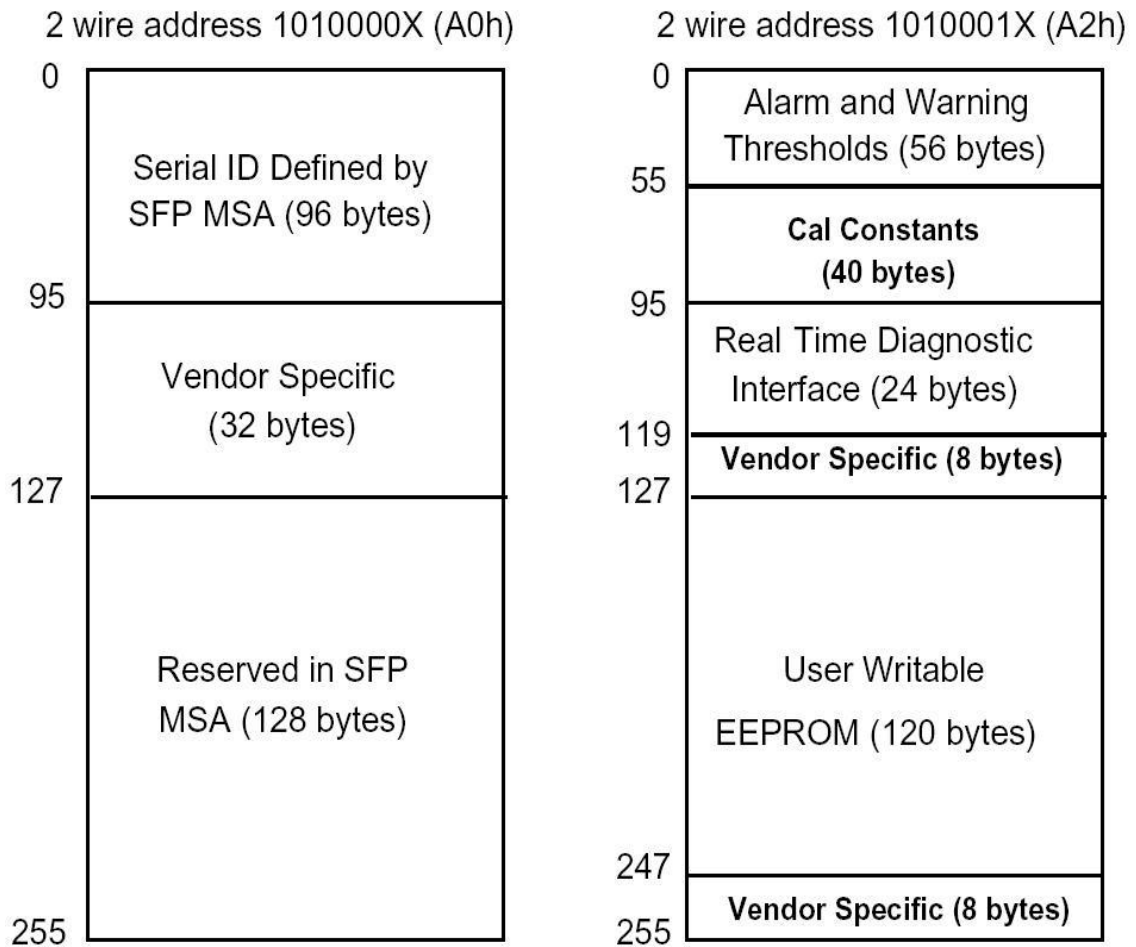 2 wire address 1010000X (A0h)
0
Serial ID Defined by
SFP MSA (96 bytes)
95
Vendor Specific
(32 bytes)
127
Reserved in SFP
MSA (128 bytes)
255
2 wire address 1010001X (A2h)
0
Alarm and Warning
Thresholds (56 bytes)
55
Cal Constants
(40 bytes)
95
Real Time Diagnostic
Interface (24 bytes)
119
Vendor Specific (8 bytes)
127
User Writable
EEPROM (120 bytes)
247
Vendor Specific (8 bytes)
255